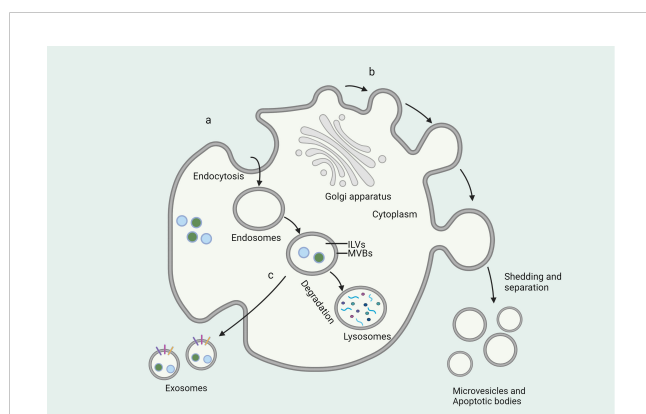 b
a
Endocytosis
Golgi apparatus
Cytoplasm
Endosomes
ILVs
MVBs
c
Degradation
Shedding and
separation
Lysosomes
Exosomes
Microvesicles and
Apoptotic bodies